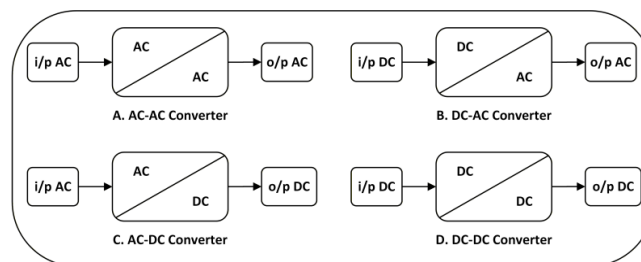 i/p AC
AC
AC
o/p AC
A. AC-AC Converter
i/p DC
DC
AC
o/p AC
B. DC-AC Converter
i/p AC
AC
DC
o/p DC
C. AC-DC Converter
i/p DC
DC
DC
o/p DC
D. DC-DC Converter